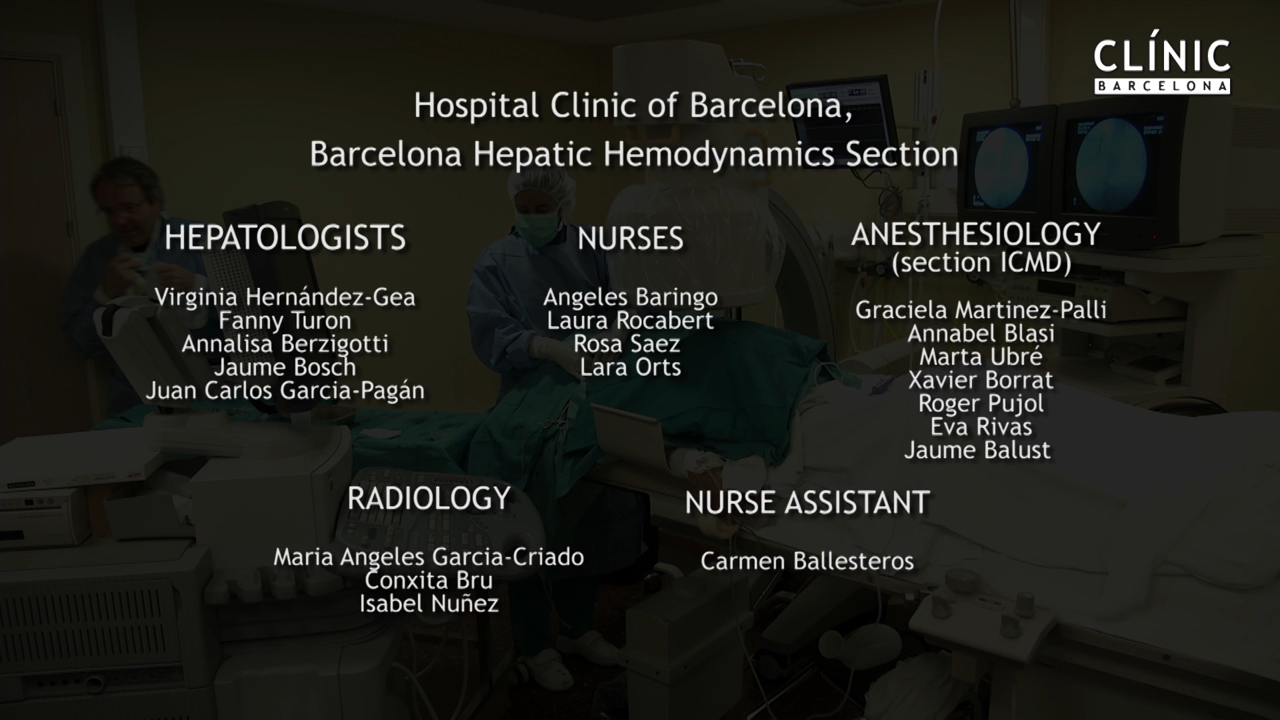 CLÍNIC
BARCELONA
Hospital Clinic of Barcelona,
Barcelona Hepatic Hemodynamics Section
HEPATOLOGISTS
Virginia Hernández-Gea
Fanny Turon
Annalisa Berzigotti
Jaume Bosch
Juan Carlos Garcia-Pagán
NURSES
Angeles Baringo
Laura Rocabert
Rosa Saez
Lara Orts
ANESTHESIOLOGY
(section ICMD)
Graciela Martinez-Palli
Annabel Blasi
Marta Ubré
Xavier Borrat
Roger Pujol
Eva Rivas
Jaume Balust
RADIOLOGY
Maria Angeles Garcia-Criado
Conxita Bru
Isabel Nuñez
NURSE ASSISTANT
Carmen Ballesteros